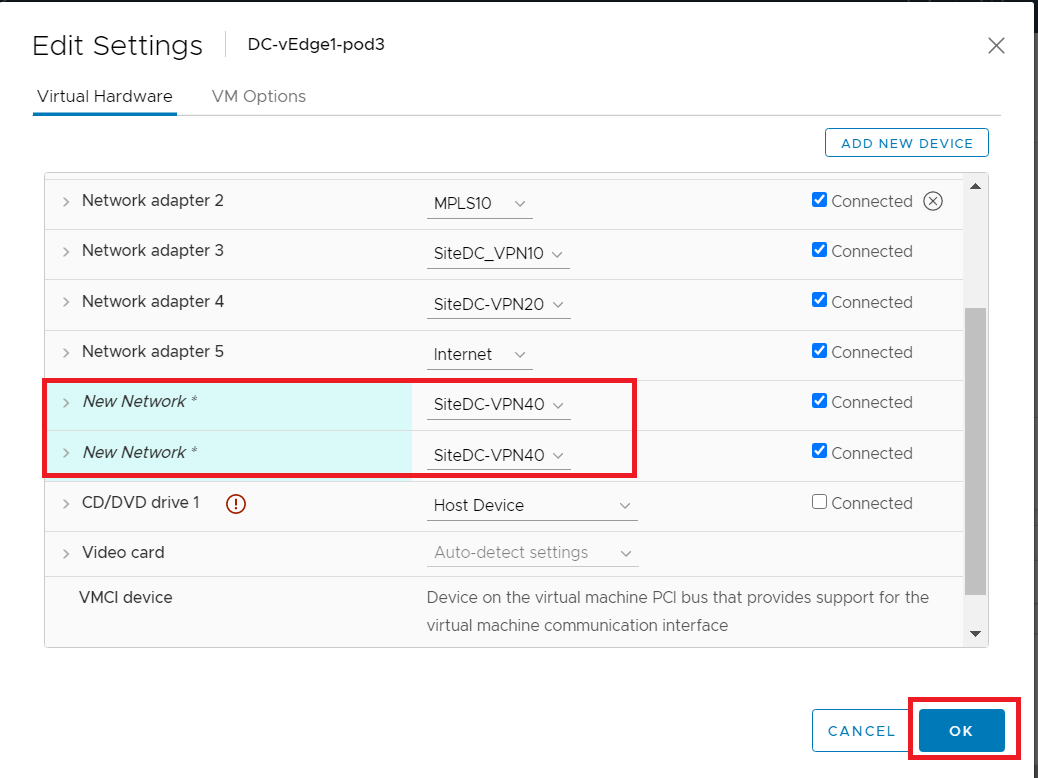 Edit Settings DC-vEdge1-pod3
Virtual Hardware VM Options
ADD NEW DEVICE
Network adapter 2 MPLS10 Connected
Network adapter 3 SiteDC_VPN10 Connected
Network adapter 4 SiteDC-VPN20 Connected
Network adapter 5 Internet Connected
New Network * SiteDC-VPN40 Connected
New Network * SiteDC-VPN40 Connected
CD/DVD drive 1 Host Device Connected
Video card Auto-detect settings
VMCI device Device on the virtual machine PCI bus that provides support for the
virtual machine communication interface
CANCEL OK